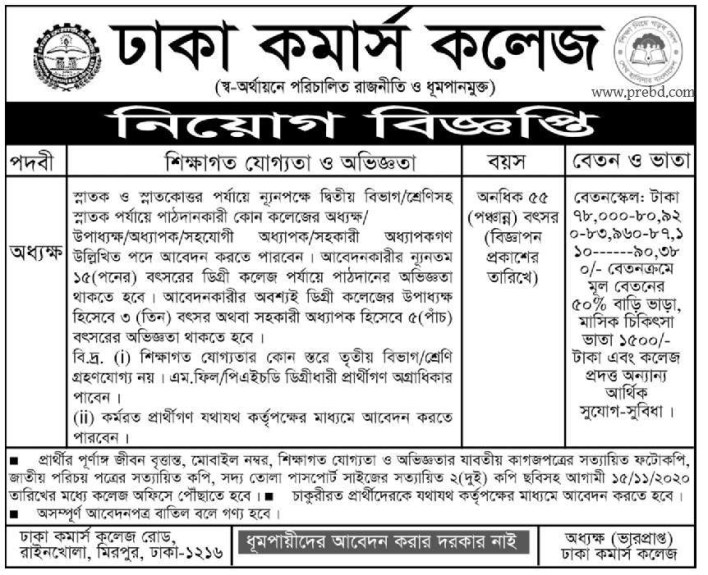 ঢাকা কমার্স কলেজ
(স্ব-অর্থায়নে পরিচালিত রাজনীতি ও ধূমপানমুক্ত)
www.prebd.com
নিয়োগ বিজ্ঞপ্তি
পদবী
শিক্ষাগত যোগ্যতা ও অভিজ্ঞতা
বয়স
বেতন ও ভাতা
অধ্যক্ষ
স্নাতক ও স্নাতকোত্তর পর্যায়ে ন্যূনপক্ষে দ্বিতীয় বিভাগ/শ্রেণিসহ
স্নাতক পর্যায়ে পাঠদানকারী কোন কলেজের অধ্যক্ষ/
উপাধ্যক্ষ/অধ্যাপক/সহযোগী অধ্যাপক/সহকারী অধ্যাপকগণ
উল্লিখিত পদে আবেদন করতে পারবেন। আবেদনকারীর ন্যূনতম
১৫(পনের) বৎসরের ডিগ্রী কলেজ পর্যায়ে পাঠদানের অভিজ্ঞতা
থাকতে হবে। আবেদনকারীর অবশ্যই ডিগ্রী কলেজের উপাধ্যক্ষ
হিসেবে ৩ (তিন) বৎসর অথবা সহকারী অধ্যাপক হিসেবে ৫(পাঁচ)
বৎসরের অভিজ্ঞতা থাকতে হবে।
বি.দ্র. (i) শিক্ষাগত যোগ্যতার কোন স্তরে তৃতীয় বিভাগ/শ্রেণি
গ্রহণযোগ্য নয়। এম.ফিল/পিএইচডি ডিগ্রীধারী প্রার্থীগণ অগ্রাধিকার
পাবেন।
(ii) কর্মরত প্রার্থীগণ যথাযথ কর্তৃপক্ষের মাধ্যমে আবেদন করতে
পারবেন।
অনধিক ৫৫
(পঞ্চান্ন) বৎসর
(বিজ্ঞাপন
প্রকাশের
তারিখে)
বেতনস্কেল: টাকা
৭৮,০০০-৮০,৯২
০-৮৩,৯৬০-৮৭,১
১০------৯০,৩৮
০/- বেতনক্রমে
মূল বেতনের
৫০% বাড়ি ভাড়া,
মাসিক চিকিৎসা
ভাতা ১৫০০/-
টাকা এবং কলেজ
প্রদত্ত অন্যান্য
আর্থিক
সুযোগ-সুবিধা।
■ প্রার্থীর পূর্ণাঙ্গ জীবন বৃত্তান্ত, মোবাইল নম্বর, শিক্ষাগত যোগ্যতা ও অভিজ্ঞতার যাবতীয় কাগজপত্রের সত্যায়িত ফটোকপি,
জাতীয় পরিচয় পত্রের সত্যায়িত কপি, সদ্য তোলা পাসপোর্ট সাইজের সত্যায়িত ২(দুই) কপি ছবিসহ আগামী ১৫/১১/২০২০
তারিখের মধ্যে কলেজ অফিসে পৌঁছাতে হবে। ■ চাকুরীরত প্রার্থীদেরকে যথাযথ কর্তৃপক্ষের মাধ্যমে আবেদন করতে হবে।
■ অসম্পূর্ণ আবেদনপত্র বাতিল বলে গণ্য হবে।
ঢাকা কমার্স কলেজ রোড,
রাইনখোলা, মিরপুর, ঢাকা-১২১৬
ধূমপায়ীদের আবেদন করার দরকার নাই
অধ্যক্ষ (ভারপ্রাপ্ত)
ঢাকা কমার্স কলেজ